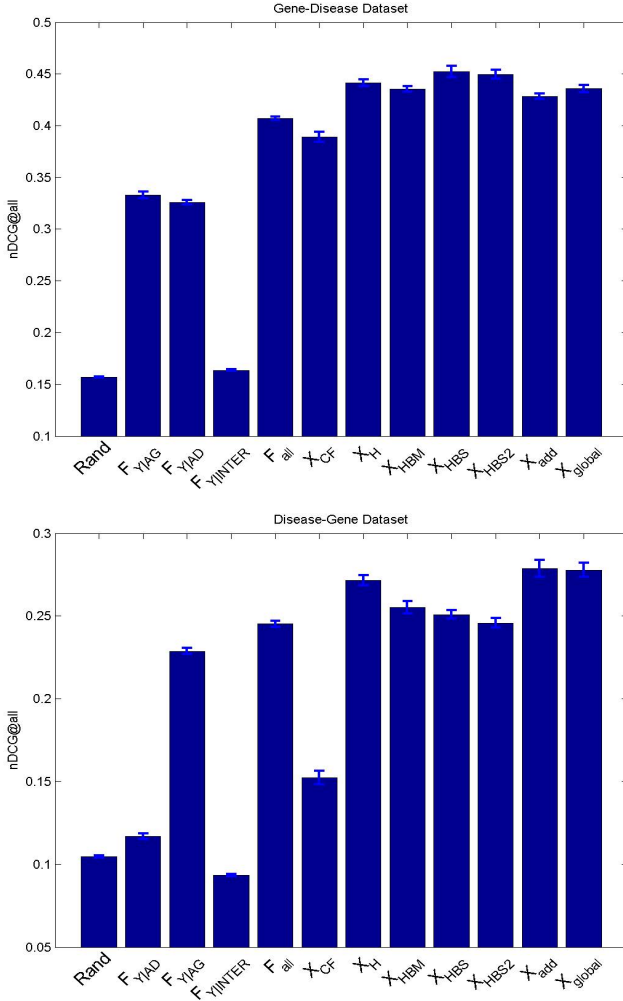 Gene-Disease Dataset
0.5
0.45
0.4
0.35
0.3
0.25
0.2
0.15
0.1
nDCG@all
Rand
F Y|AG
F Y|AD
F Y|INTER
F all
X CF
X H
X HBM
X HBS
X HBS2
X add
X global
Disease-Gene Dataset
0.3
0.25
0.2
0.15
0.1
0.05
nDCG@all
Rand
F Y|AD
F Y|AG
F Y|INTER
F all
X CF
X H
X HBM
X HBS
X HBS2
X add
X global